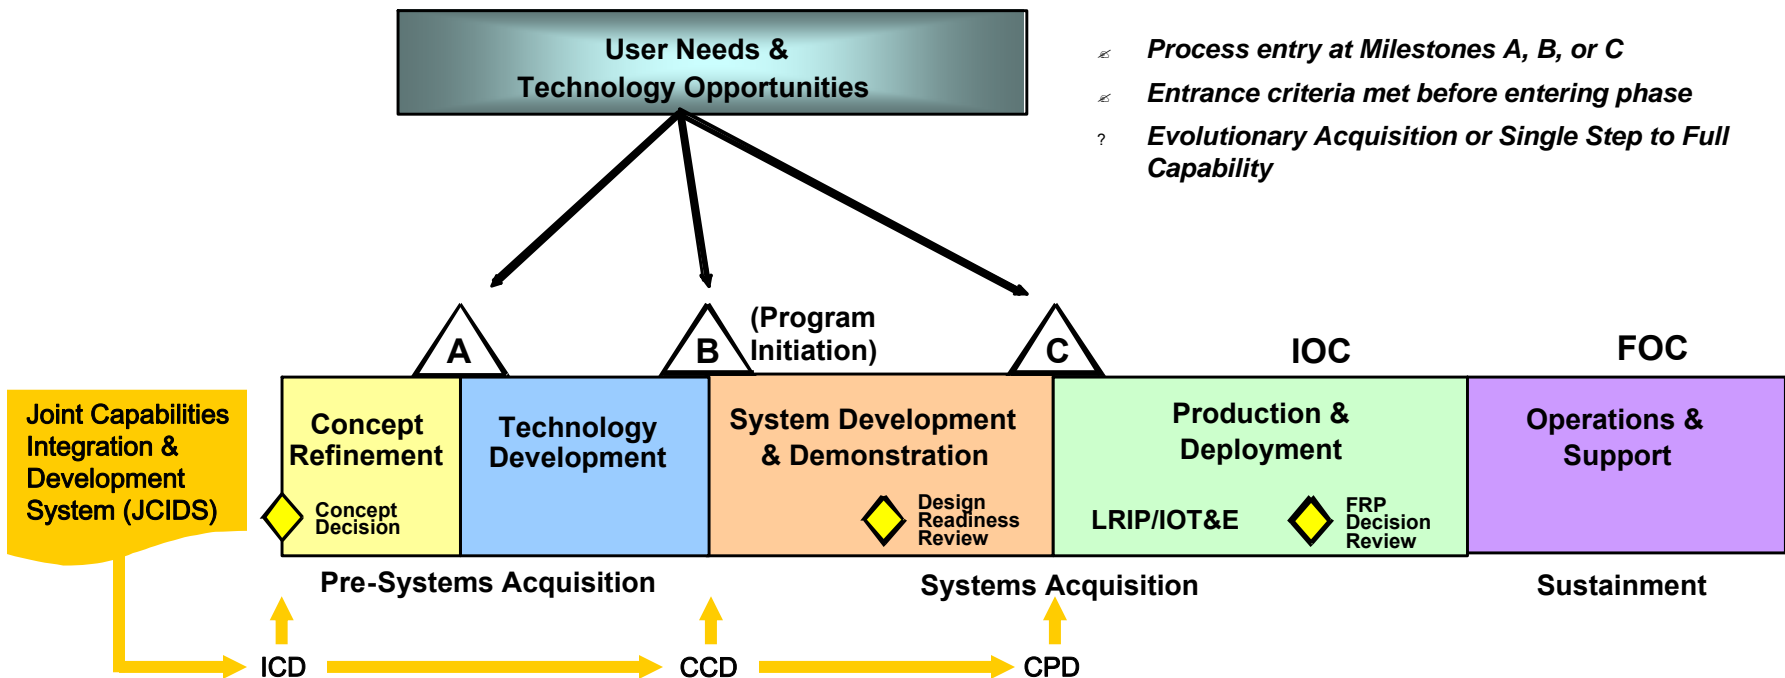 User Needs &
Technology Opportunities
Process entry at Milestones A, B, or C
Entrance criteria met before entering phase
? Evolutionary Acquisition or Single Step to Full
Capability
A
B
(Program
Initiation)
C
IOC
FOC
Joint Capabilities
Integration &
Development
System (JCIDS)
Concept
Refinement
Concept
Decision
Technology
Development
System Development
& Demonstration
Design
Readiness
Review
Production &
Deployment
LRIP/IOT&E
FRP
Decision
Review
Operations &
Support
Pre-Systems Acquisition
Systems Acquisition
Sustainment
ICD
CCD
CPD